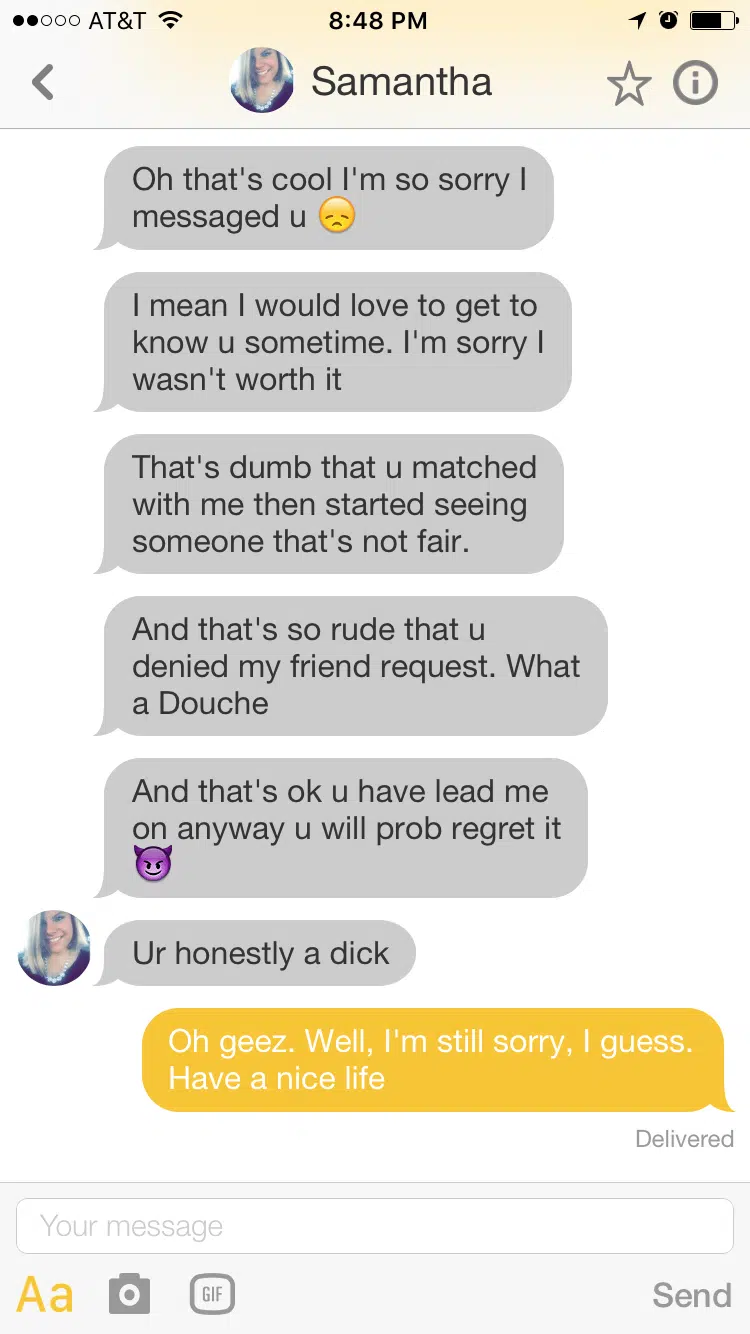 AT&T 8:48 PM
Samantha
Oh that's cool I'm so sorry I
messaged u 😞
I mean I would love to get to
know u sometime. I'm sorry I
wasn't worth it
That's dumb that u matched
with me then started seeing
someone that's not fair.
And that's so rude that u
denied my friend request. What
a Douche
And that's ok u have lead me
on anyway u will prob regret it
😈
Ur honestly a dick
Oh geez. Well, I'm still sorry, I guess.
Have a nice life
Delivered
Your message
Aa GIF Send